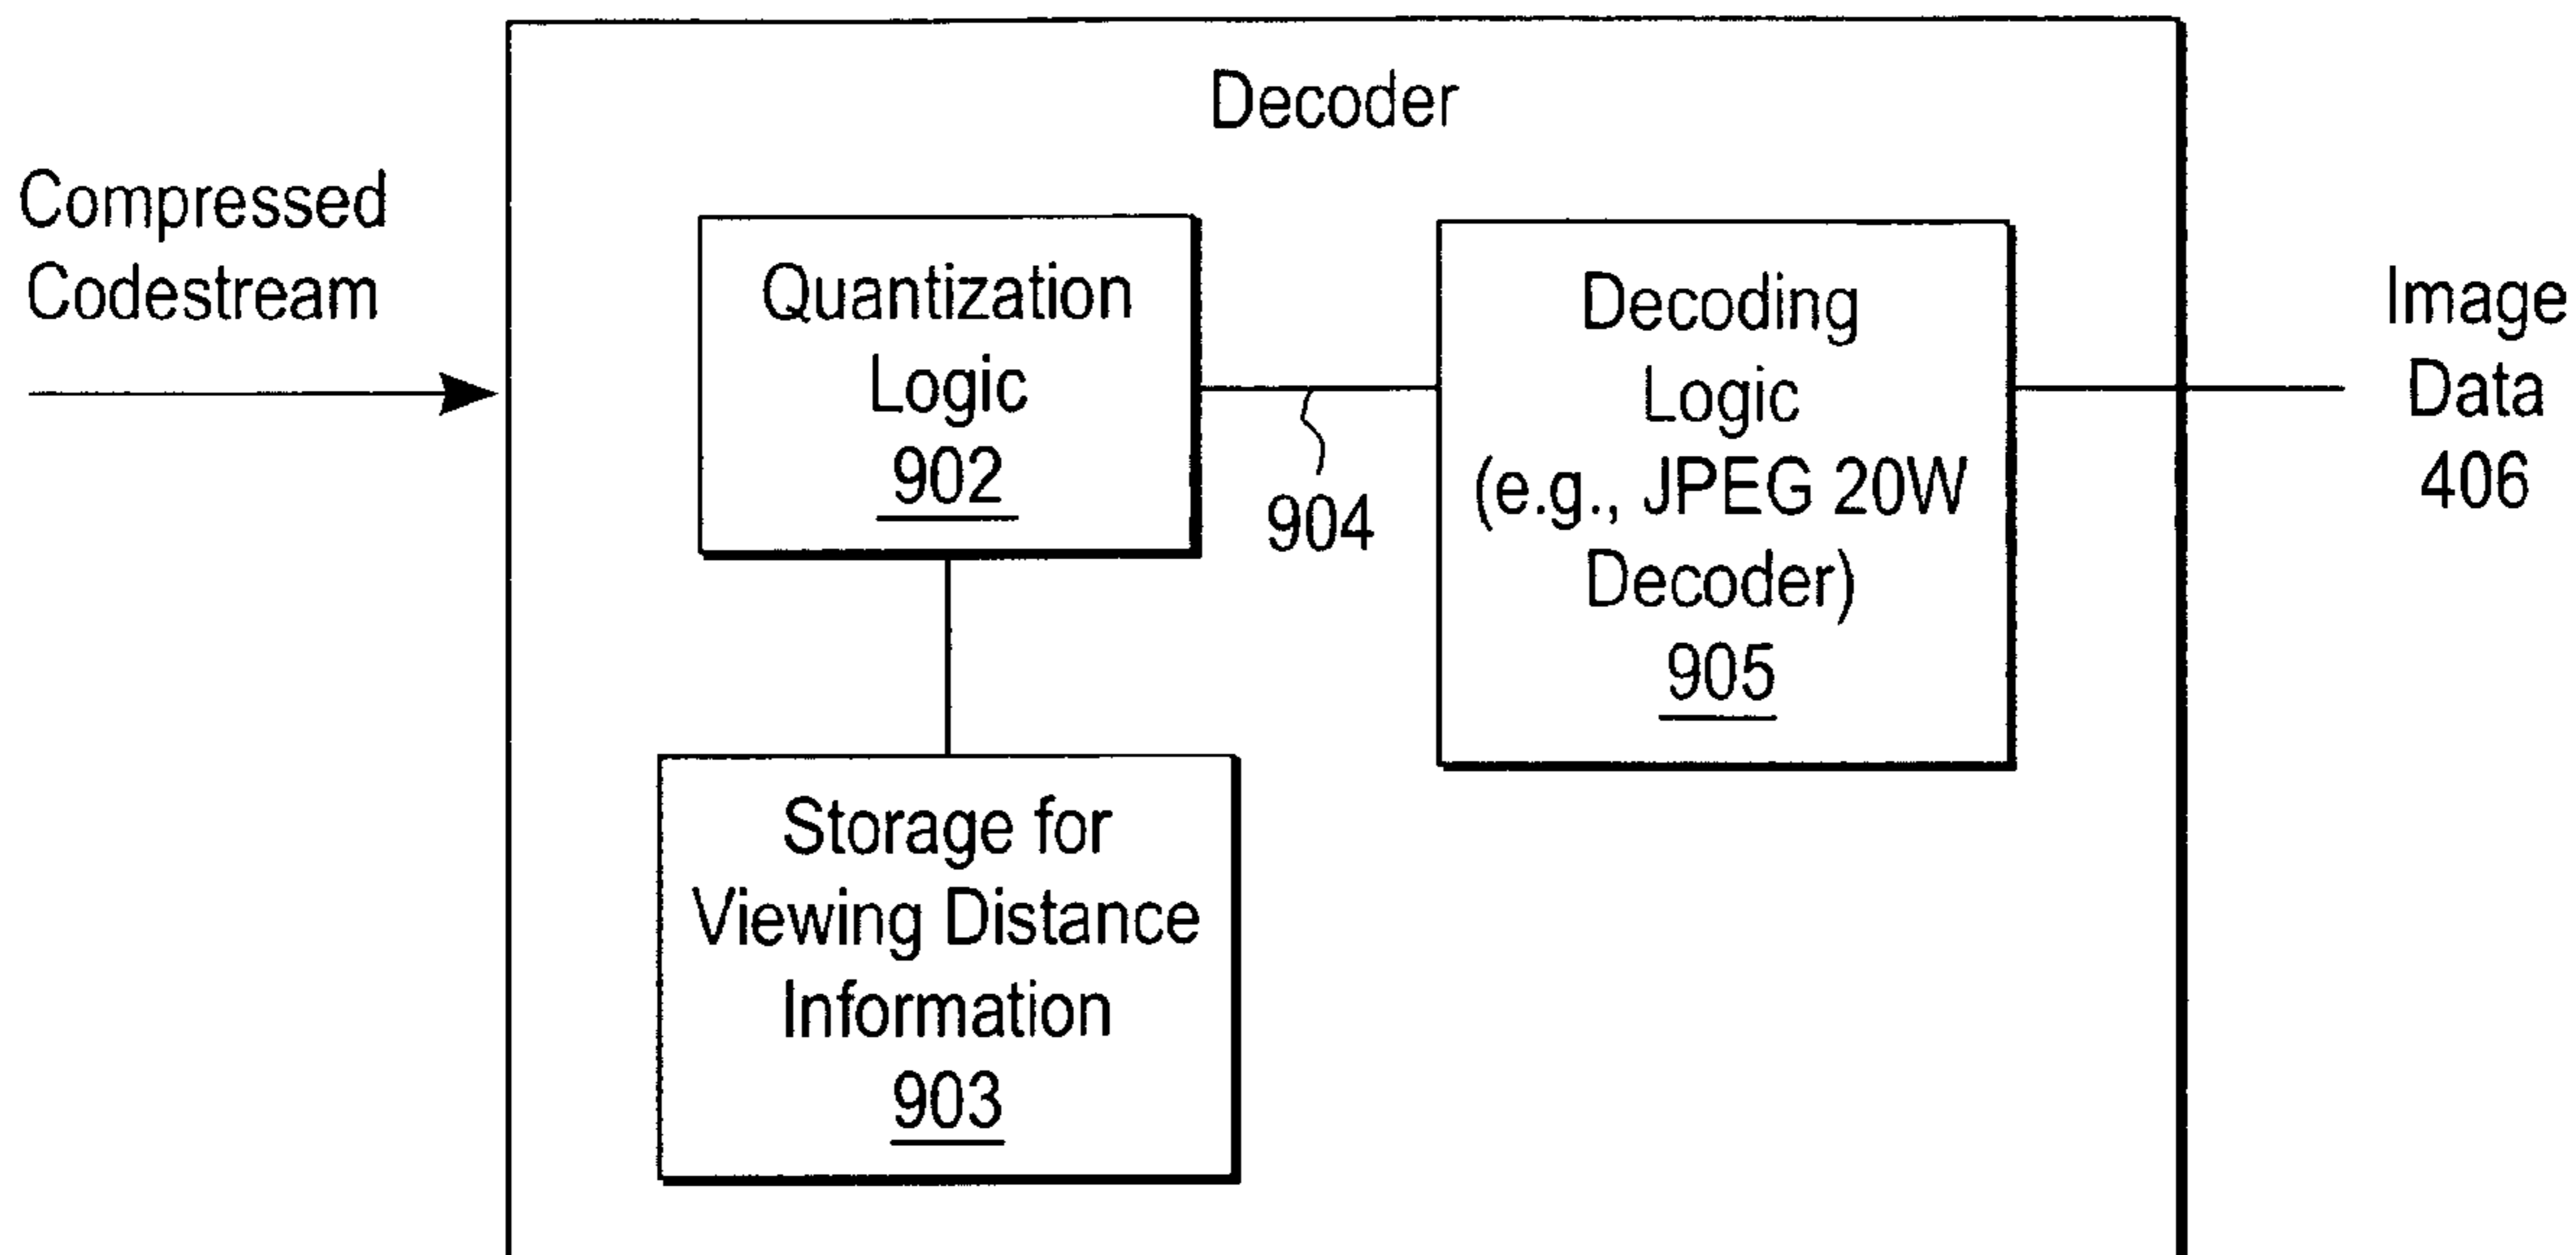 Decoder
Compressed
Codestream
Quantization
Logic
902
904
Decoding
Logic
(e.g., JPEG 20W
Decoder)
905
Image
Data
406
Storage for
Viewing Distance
Information
903